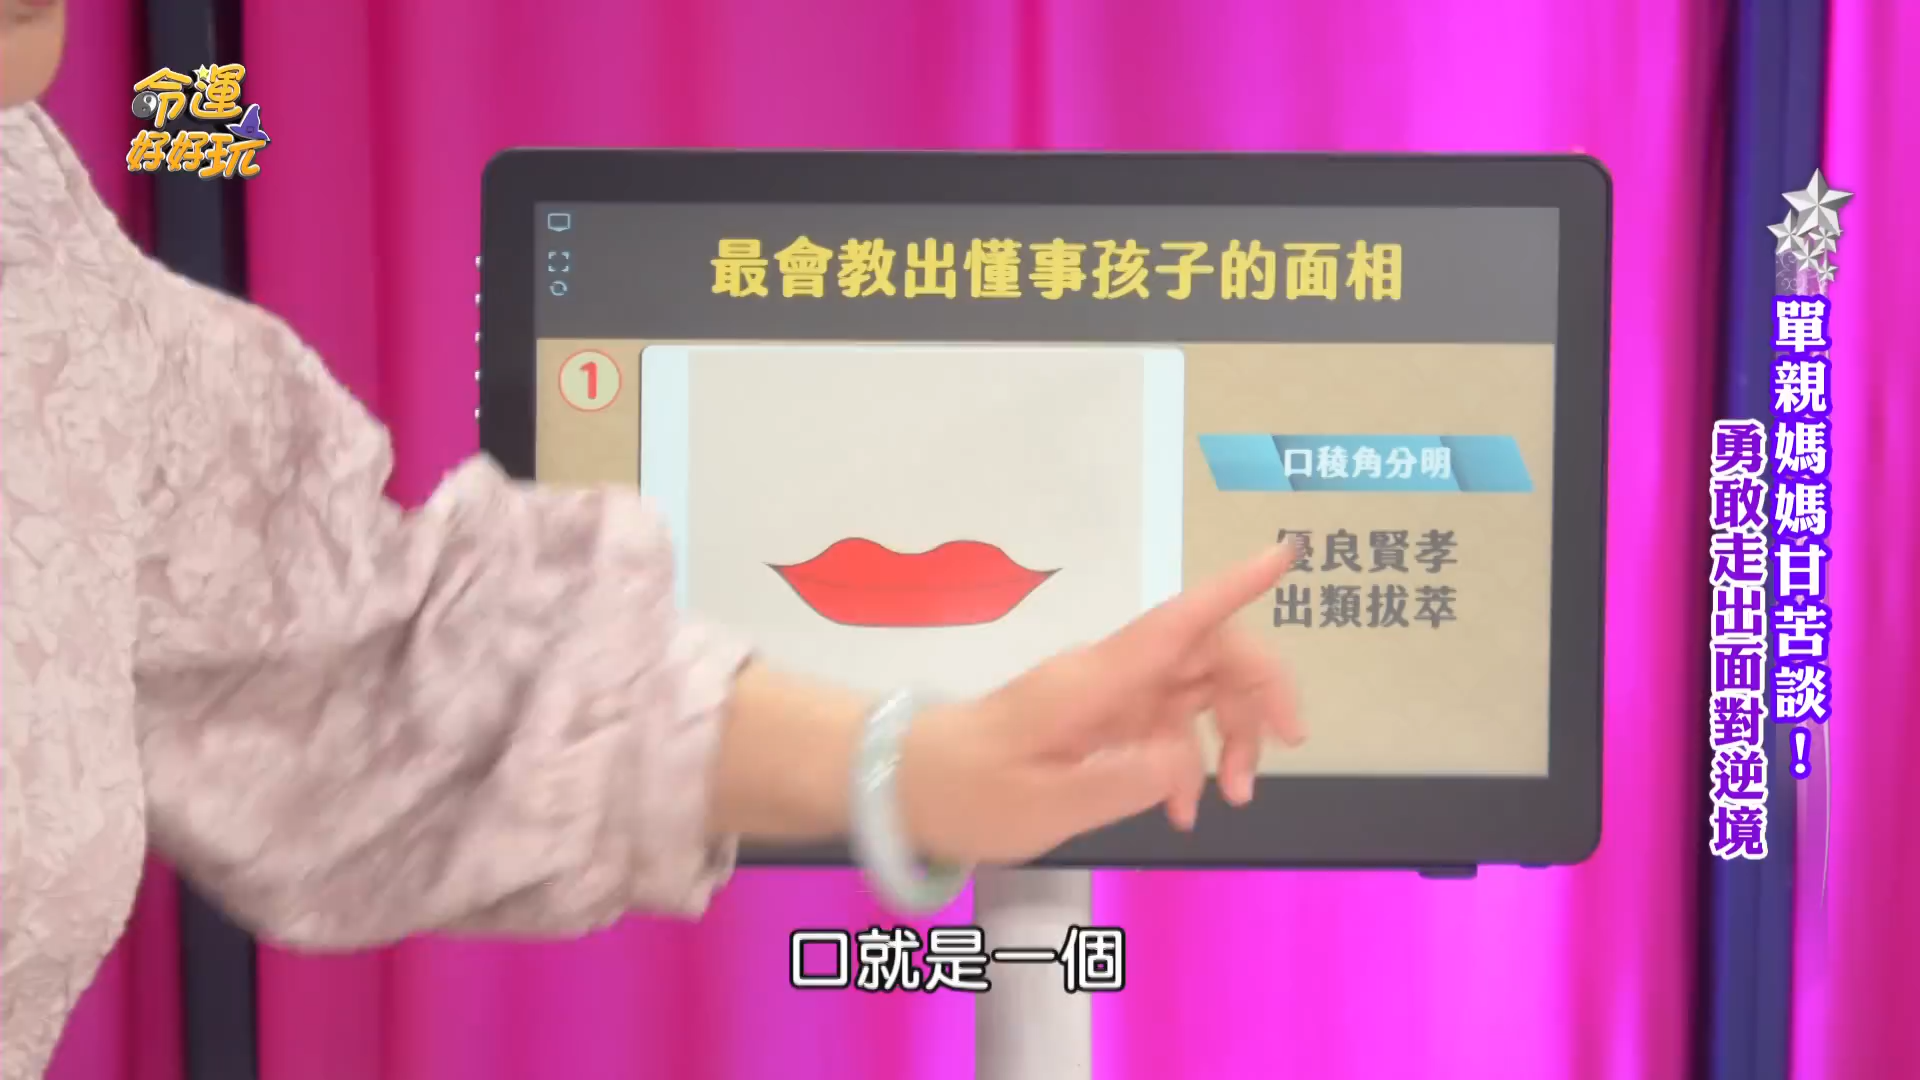 命運
好好玩
最會教出懂事孩子的面相
1
口稜角分明
優良賢孝
出類拔萃
單親媽媽甘苦談！
勇敢走出面對逆境
口就是一個